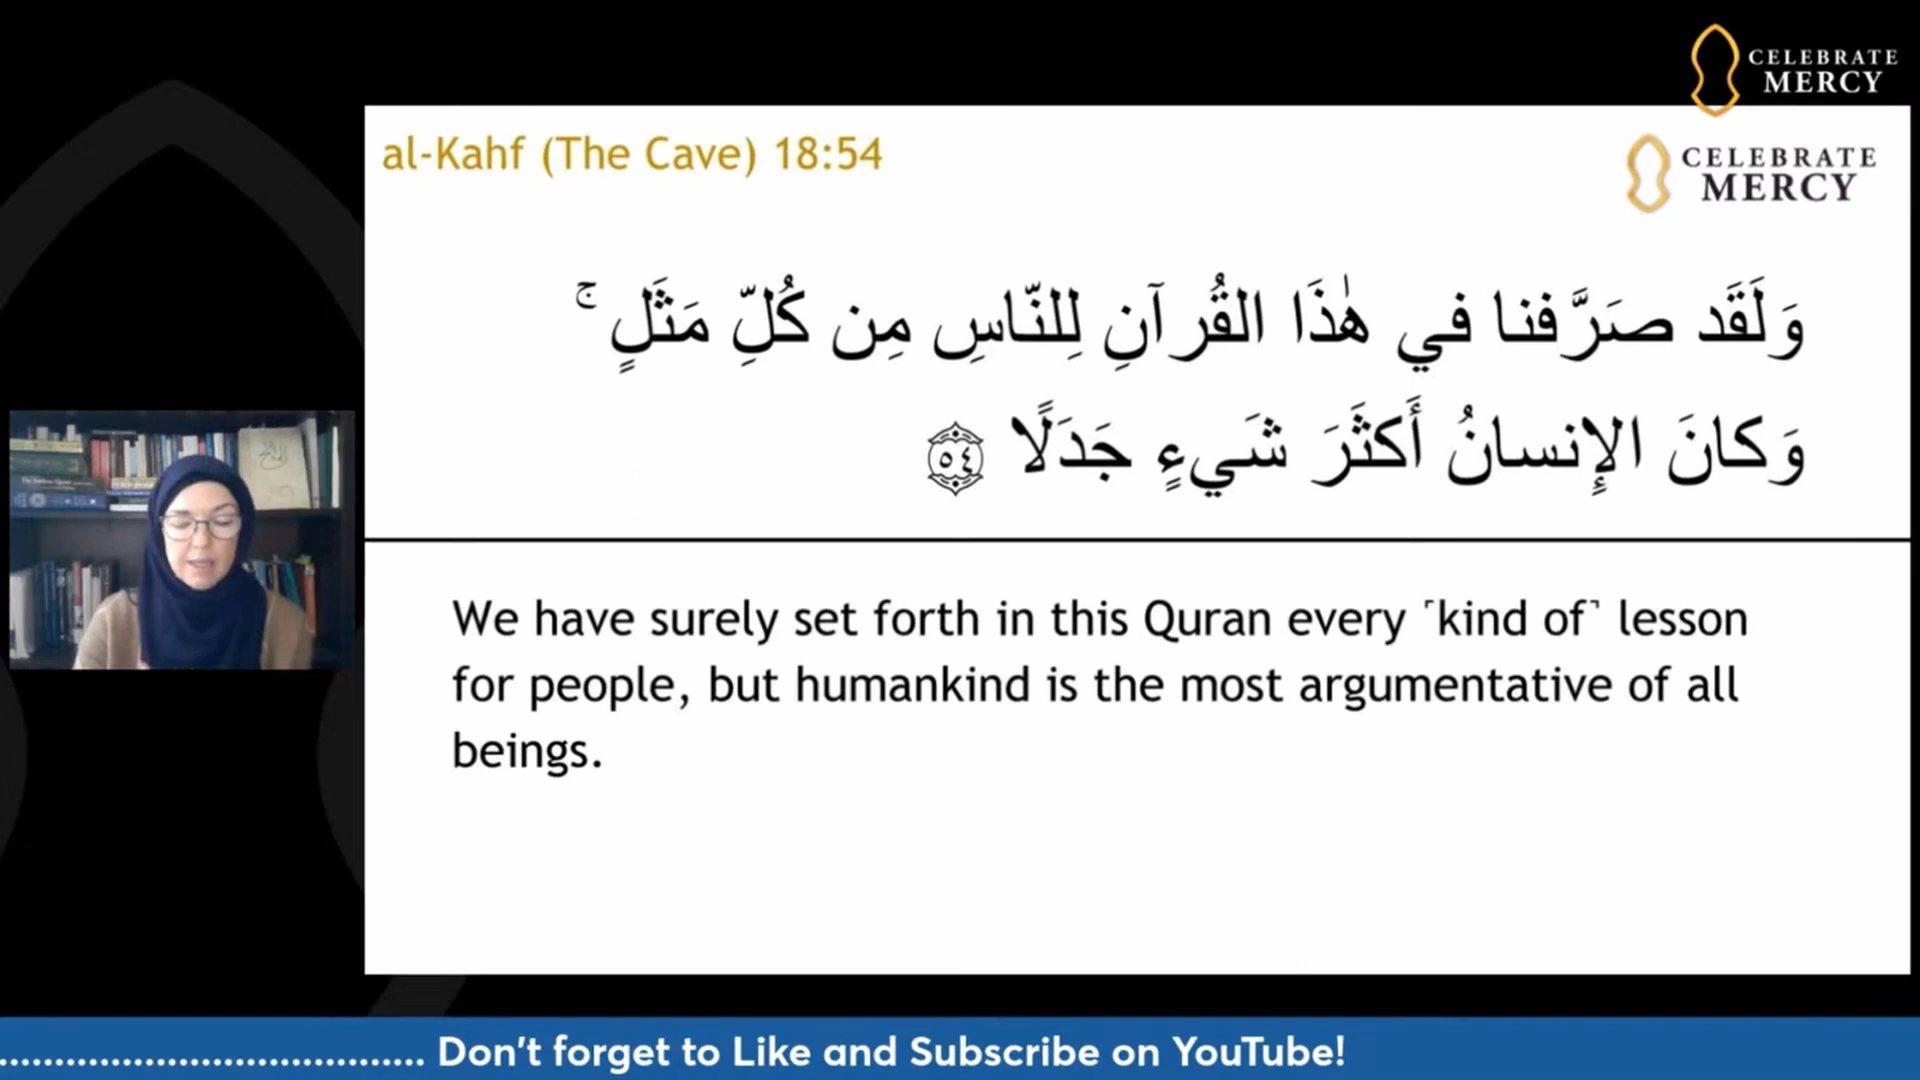 CELEBRATE
MERCY
al-Kahf (The Cave) 18:54
CELEBRATE
MERCY
وَلَقَد صَرَّفنا في هٰذَا القُرآنِ لِلنّاسِ مِن كُلِّ مَثَلٍ ۚ
وَكانَ الإِنسانُ أَكثَرَ شَيءٍ جَدَلًا ﴿٥٤﴾
We have surely set forth in this Quran every ˹kind of˺ lesson
for people, but humankind is the most argumentative of all
beings.
.................................... Don't forget to Like and Subscribe on YouTube!